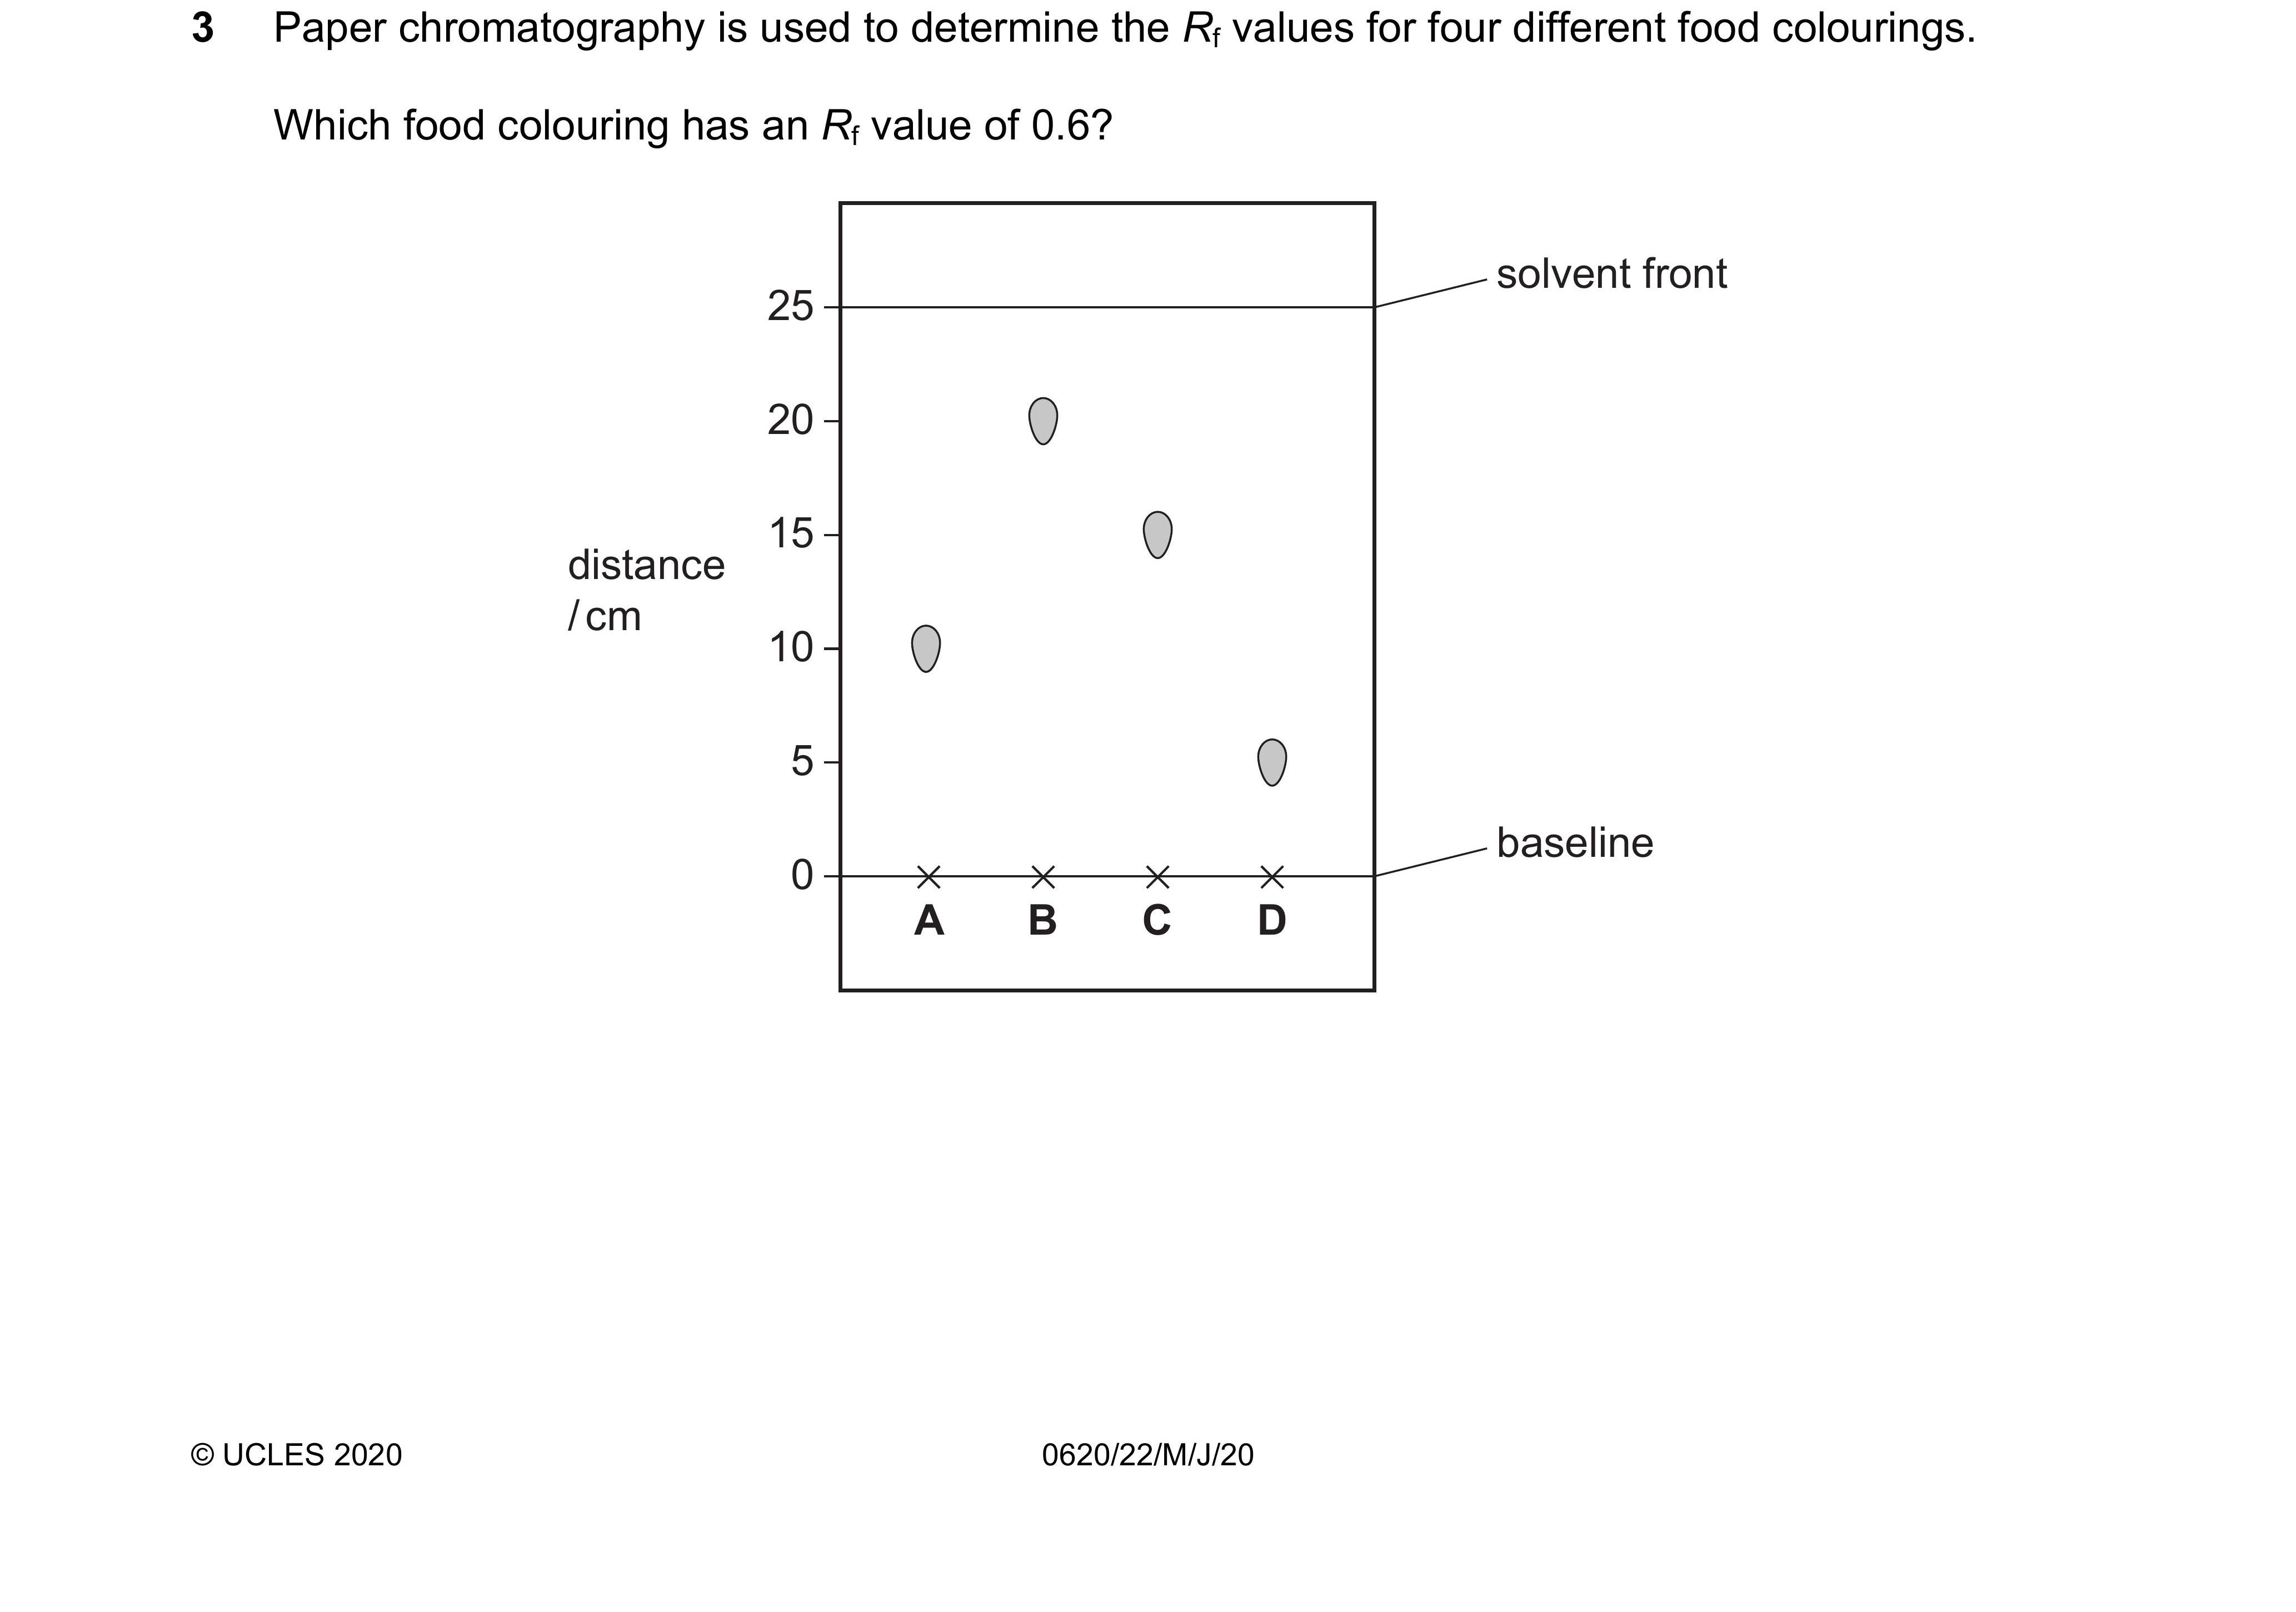 3 Paper chromatography is used to determine the Rf values for four different food colourings.
Which food colouring has an Rf value of 0.6?
solvent front
25
20
15
distance
/ cm
10
5
baseline
0
A B C D
© UCLES 2020 0620/22/M/J/20